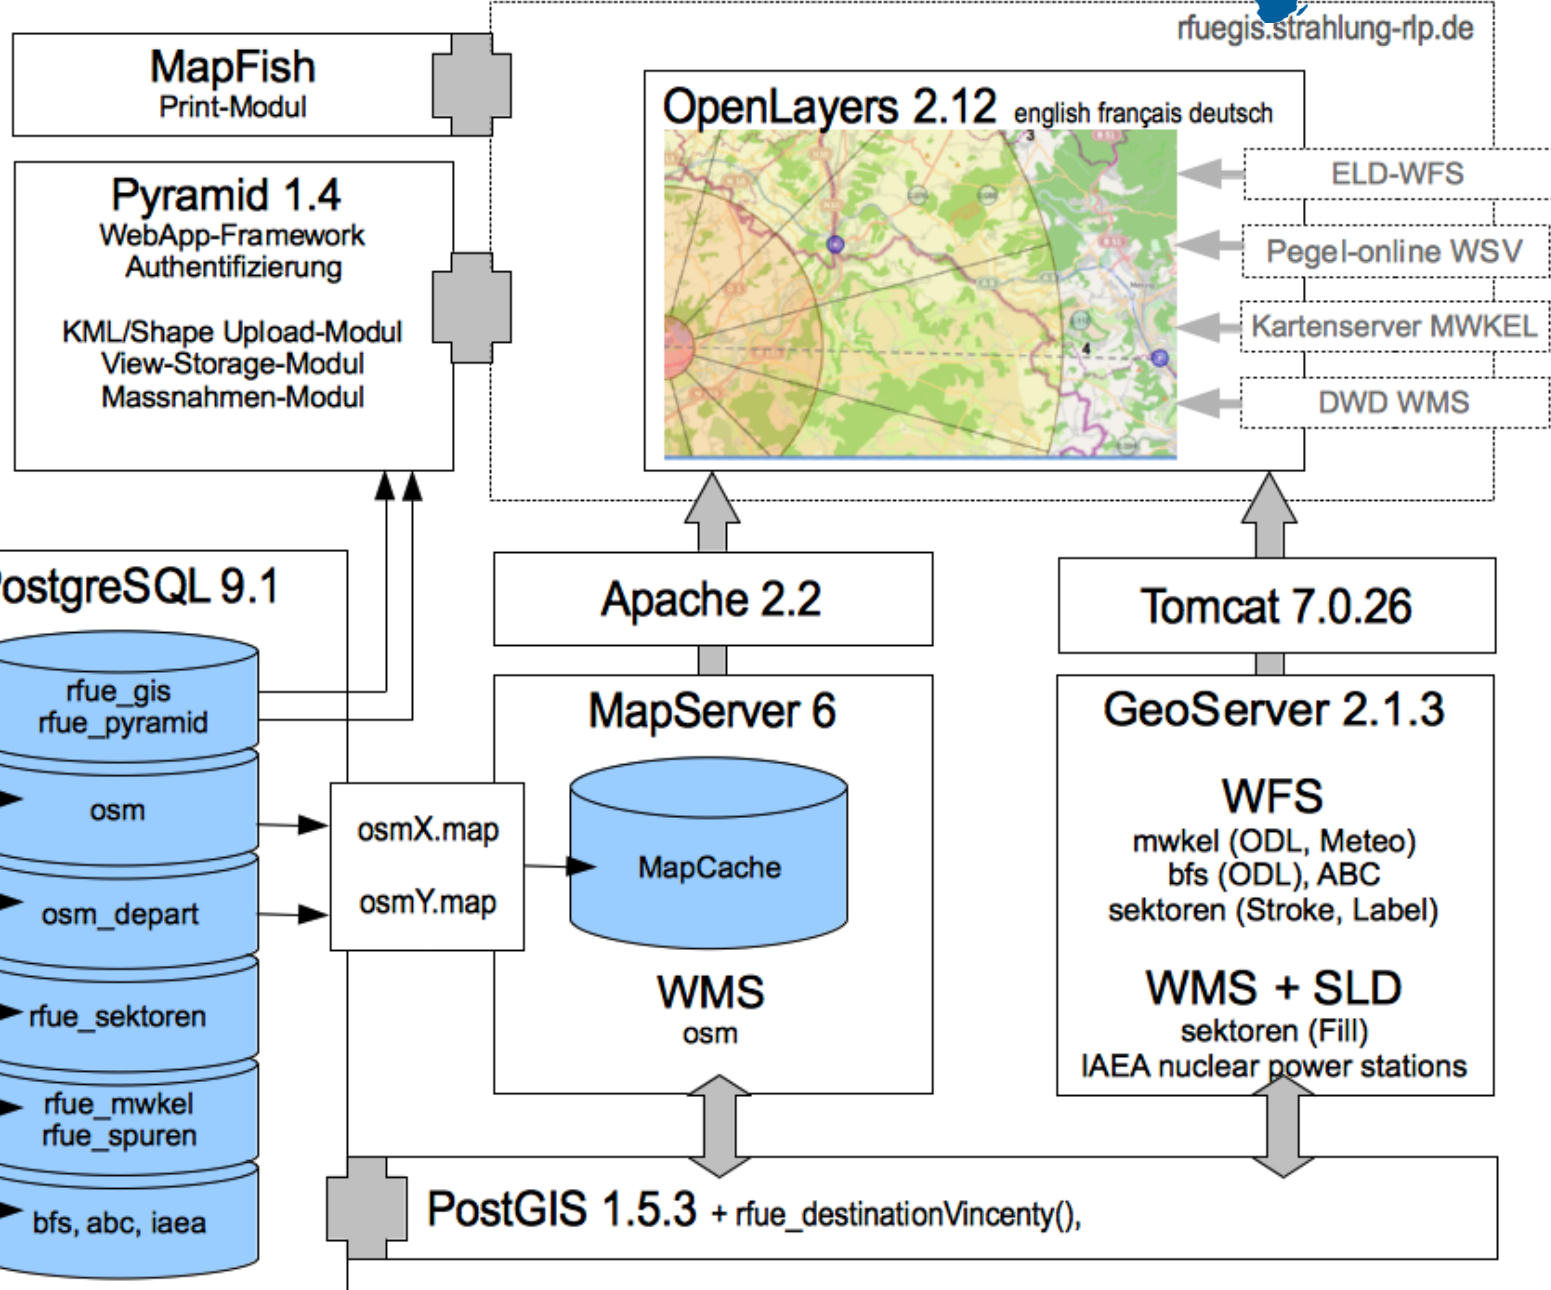 rfuegis.strahlung-rlp.de
MapFish
Print-Modul
OpenLayers 2.12 english français deutsch
3
4
ELD-WFS
Pegel-online WSV
Kartenserver MWKEL
DWD WMS
Pyramid 1.4
WebApp-Framework
Authentifizierung
KML/Shape Upload-Modul
View-Storage-Modul
Massnahmen-Modul
ostgreSQL 9.1
rfue_gis
rfue_pyramid
osm
osm_depart
rfue_sektoren
rfue_mwkel
rfue_spuren
bfs, abc, iaea
osmX.map
osmY.map
Apache 2.2
MapServer 6
MapCache
WMS
osm
Tomcat 7.0.26
GeoServer 2.1.3
WFS
mwkel (ODL, Meteo)
bfs (ODL), ABC
sektoren (Stroke, Label)
WMS + SLD
sektoren (Fill)
IAEA nuclear power stations
PostGIS 1.5.3 + rfue_destinationVincenty(),